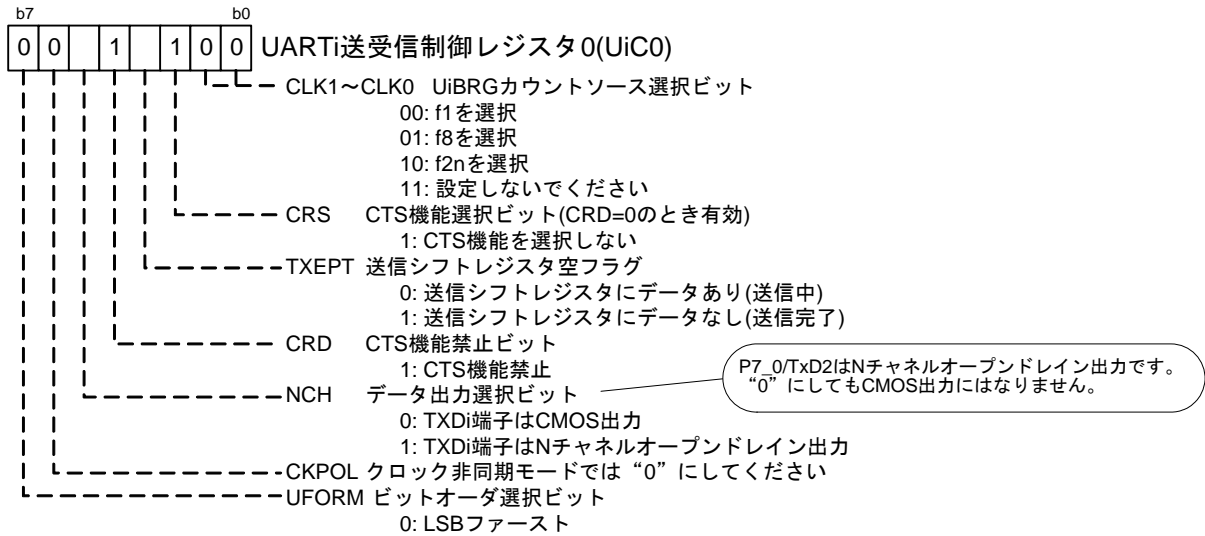 b7 b0
0 0 1 1 0 0 UARTi送受信制御レジスタ0(UiC0)
CLK1～CLK0 UiBRGカウントソース選択ビット
00: f1を選択
01: f8を選択
10: f2nを選択
11: 設定しないでください
CRS CTS機能選択ビット(CRD=0のとき有効)
1: CTS機能を選択しない
TXEPT 送信シフトレジスタ空フラグ
0: 送信シフトレジスタにデータあり(送信中)
1: 送信シフトレジスタにデータなし(送信完了)
CRD CTS機能禁止ビット
1: CTS機能禁止
P7_0/TxD2はNチャネルオープンドレイン出力です。
“0”にしてもCMOS出力にはなりません。
NCH データ出力選択ビット
0: TXDi端子はCMOS出力
1: TXDi端子はNチャネルオープンドレイン出力
CKPOL クロック非同期モードでは“0”にしてください
UFORM ビットオーダ選択ビット
0: LSBファースト